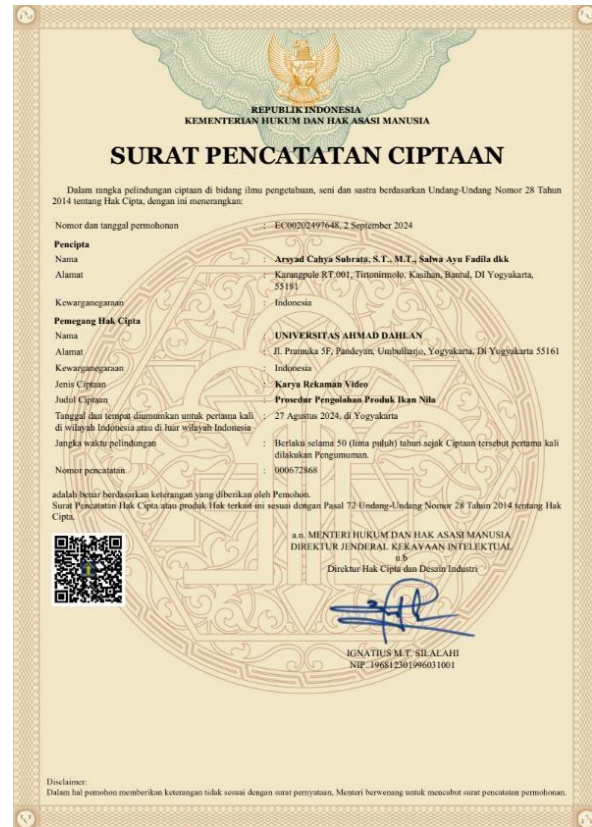 REPUBLIK INDONESIA
KEMENTERIAN HUKUM DAN HAK ASASI MANUSIA
SURAT PENCATATAN CIPTAAN
Dalam rangka pelindungan ciptaan di bidang ilmu pengetahuan, seni dan sastra berdasarkan Undang-Undang Nomor 28 Tahun
2014 tentang Hak Cipta, dengan ini menerangkan:
Nomor dan tanggal permohonan : EC00202497648, 2 September 2024
Pencipta
Nama : Arsyad Cahya Subrata, S.T., M.T., Salwa Ayu Fadila dkk
Alamat : Karangpule RT.001, Tirtonirmolo, Kasihan, Bantul, DI Yogyakarta,
55181
Kewarganegaraan : Indonesia
Pemegang Hak Cipta
Nama : UNIVERSITAS AHMAD DAHLAN
Alamat : Jl. Pramuka 5F, Pandeyan, Umbulharjo, Yogyakarta, Di Yogyakarta 55161
Kewarganegaraan : Indonesia
Jenis Ciptaan : Karya Rekaman Video
Judul Ciptaan : Prosedur Pengolahan Produk Ikan Nila
Tanggal dan tempat diumumkan untuk pertama kali : 27 Agustus 2024, di Yogyakarta
di wilayah Indonesia atau di luar wilayah Indonesia
Jangka waktu pelindungan : Berlaku selama 50 (lima puluh) tahun sejak Ciptaan tersebut pertama kali
dilakukan Pengumuman.
Nomor pencatatan : 000672868
adalah benar berdasarkan keterangan yang diberikan oleh Pemohon.
Surat Pencatatan Hak Cipta atau produk Hak terkait ini sesuai dengan Pasal 72 Undang-Undang Nomor 28 Tahun 2014 tentang Hak
Cipta.
a.n. MENTERI HUKUM DAN HAK ASASI MANUSIA
DIREKTUR JENDERAL KEKAYAAN INTELEKTUAL
u.b
Direktur Hak Cipta dan Desain Industri
IGNATIUS M.T. SILALAHI
NIP. 196812301996031001
Disclaimer:
Dalam hal pemohon memberikan keterangan tidak sesuai dengan surat pernyataan, Menteri berwenang untuk mencabut surat pencatatan permohonan.